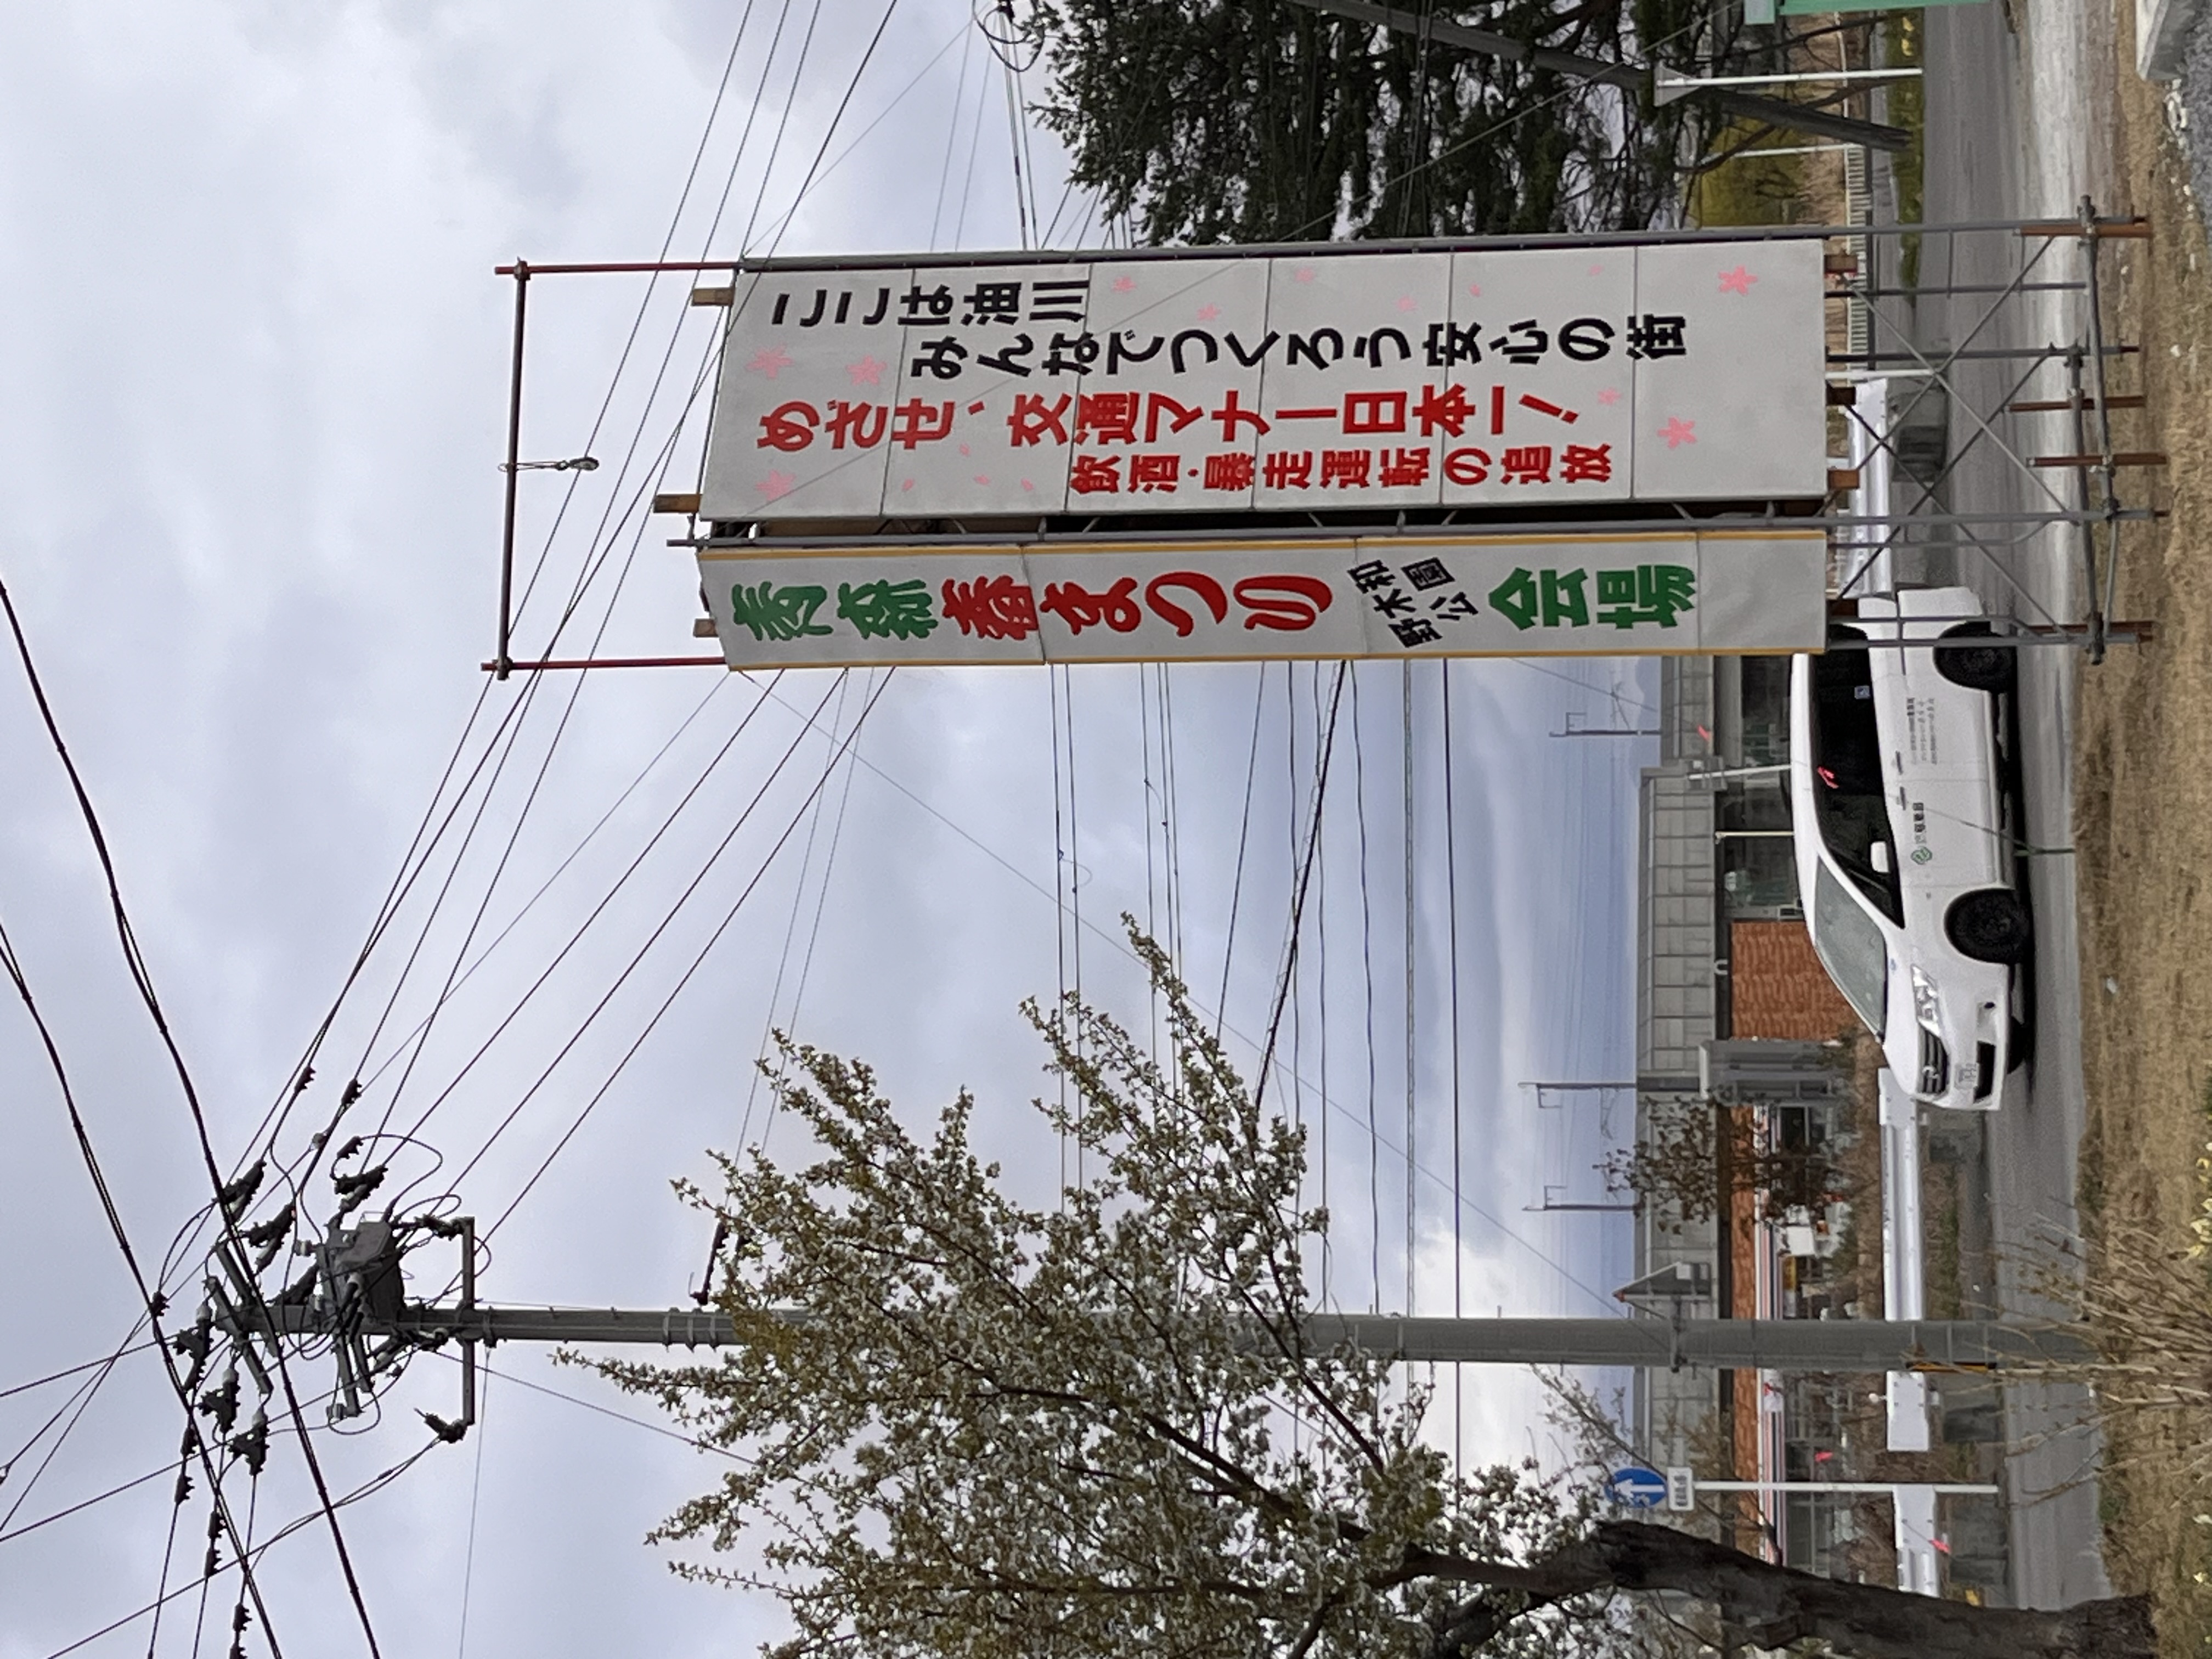 ここは油川
みんなでつくろう安心の街
めざせ、交通マナー日本一！
飲酒・暴走運転の追放
青森春まつり
野木和
公園
会場